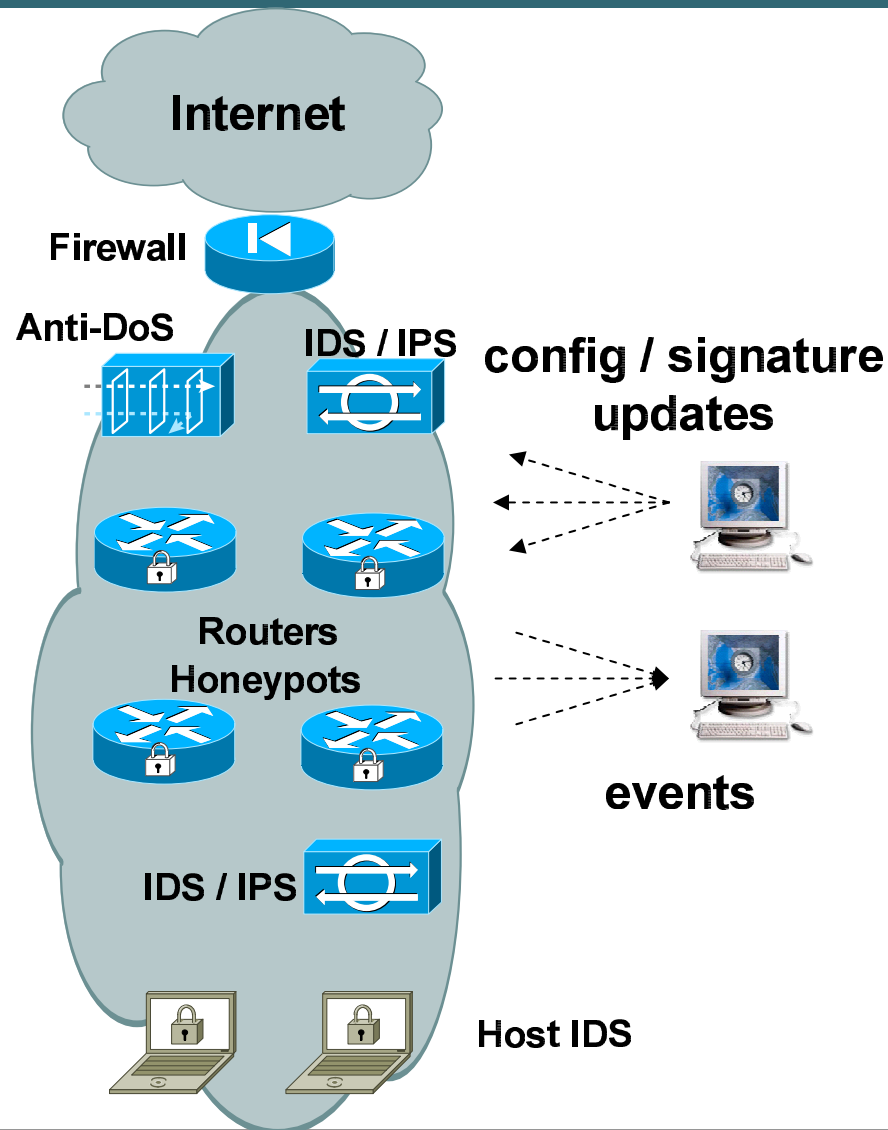 Internet
Firewall
Anti-DoS
IDS / IPS
config / signature
updates
Routers
Honeypots
events
IDS / IPS
Host IDS